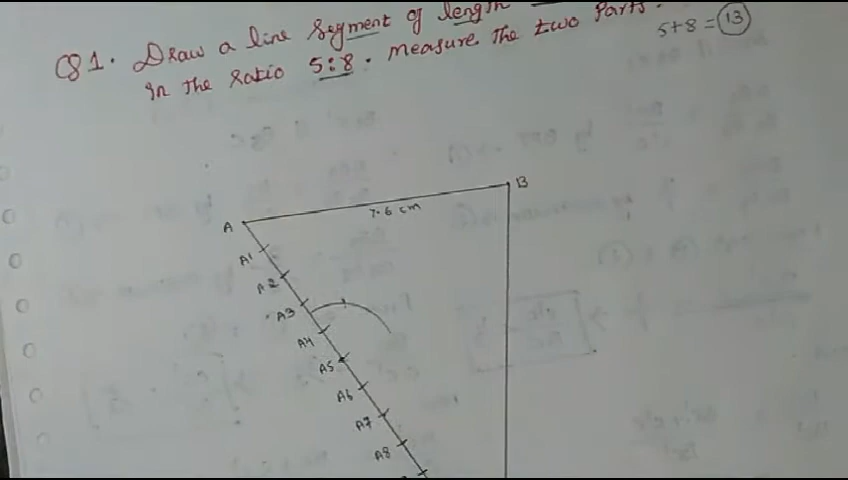 Q1. Draw a line segment of length
in the ratio 5:8. measure the two parts.
5+8 = 13
B
A
7.6 cm
A1
A2
A3
A4
A5
A6
A7
A8